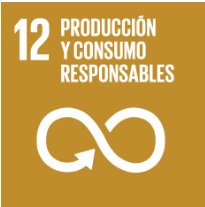 12 PRODUCCIÓN
Y CONSUMO
RESPONSABLES